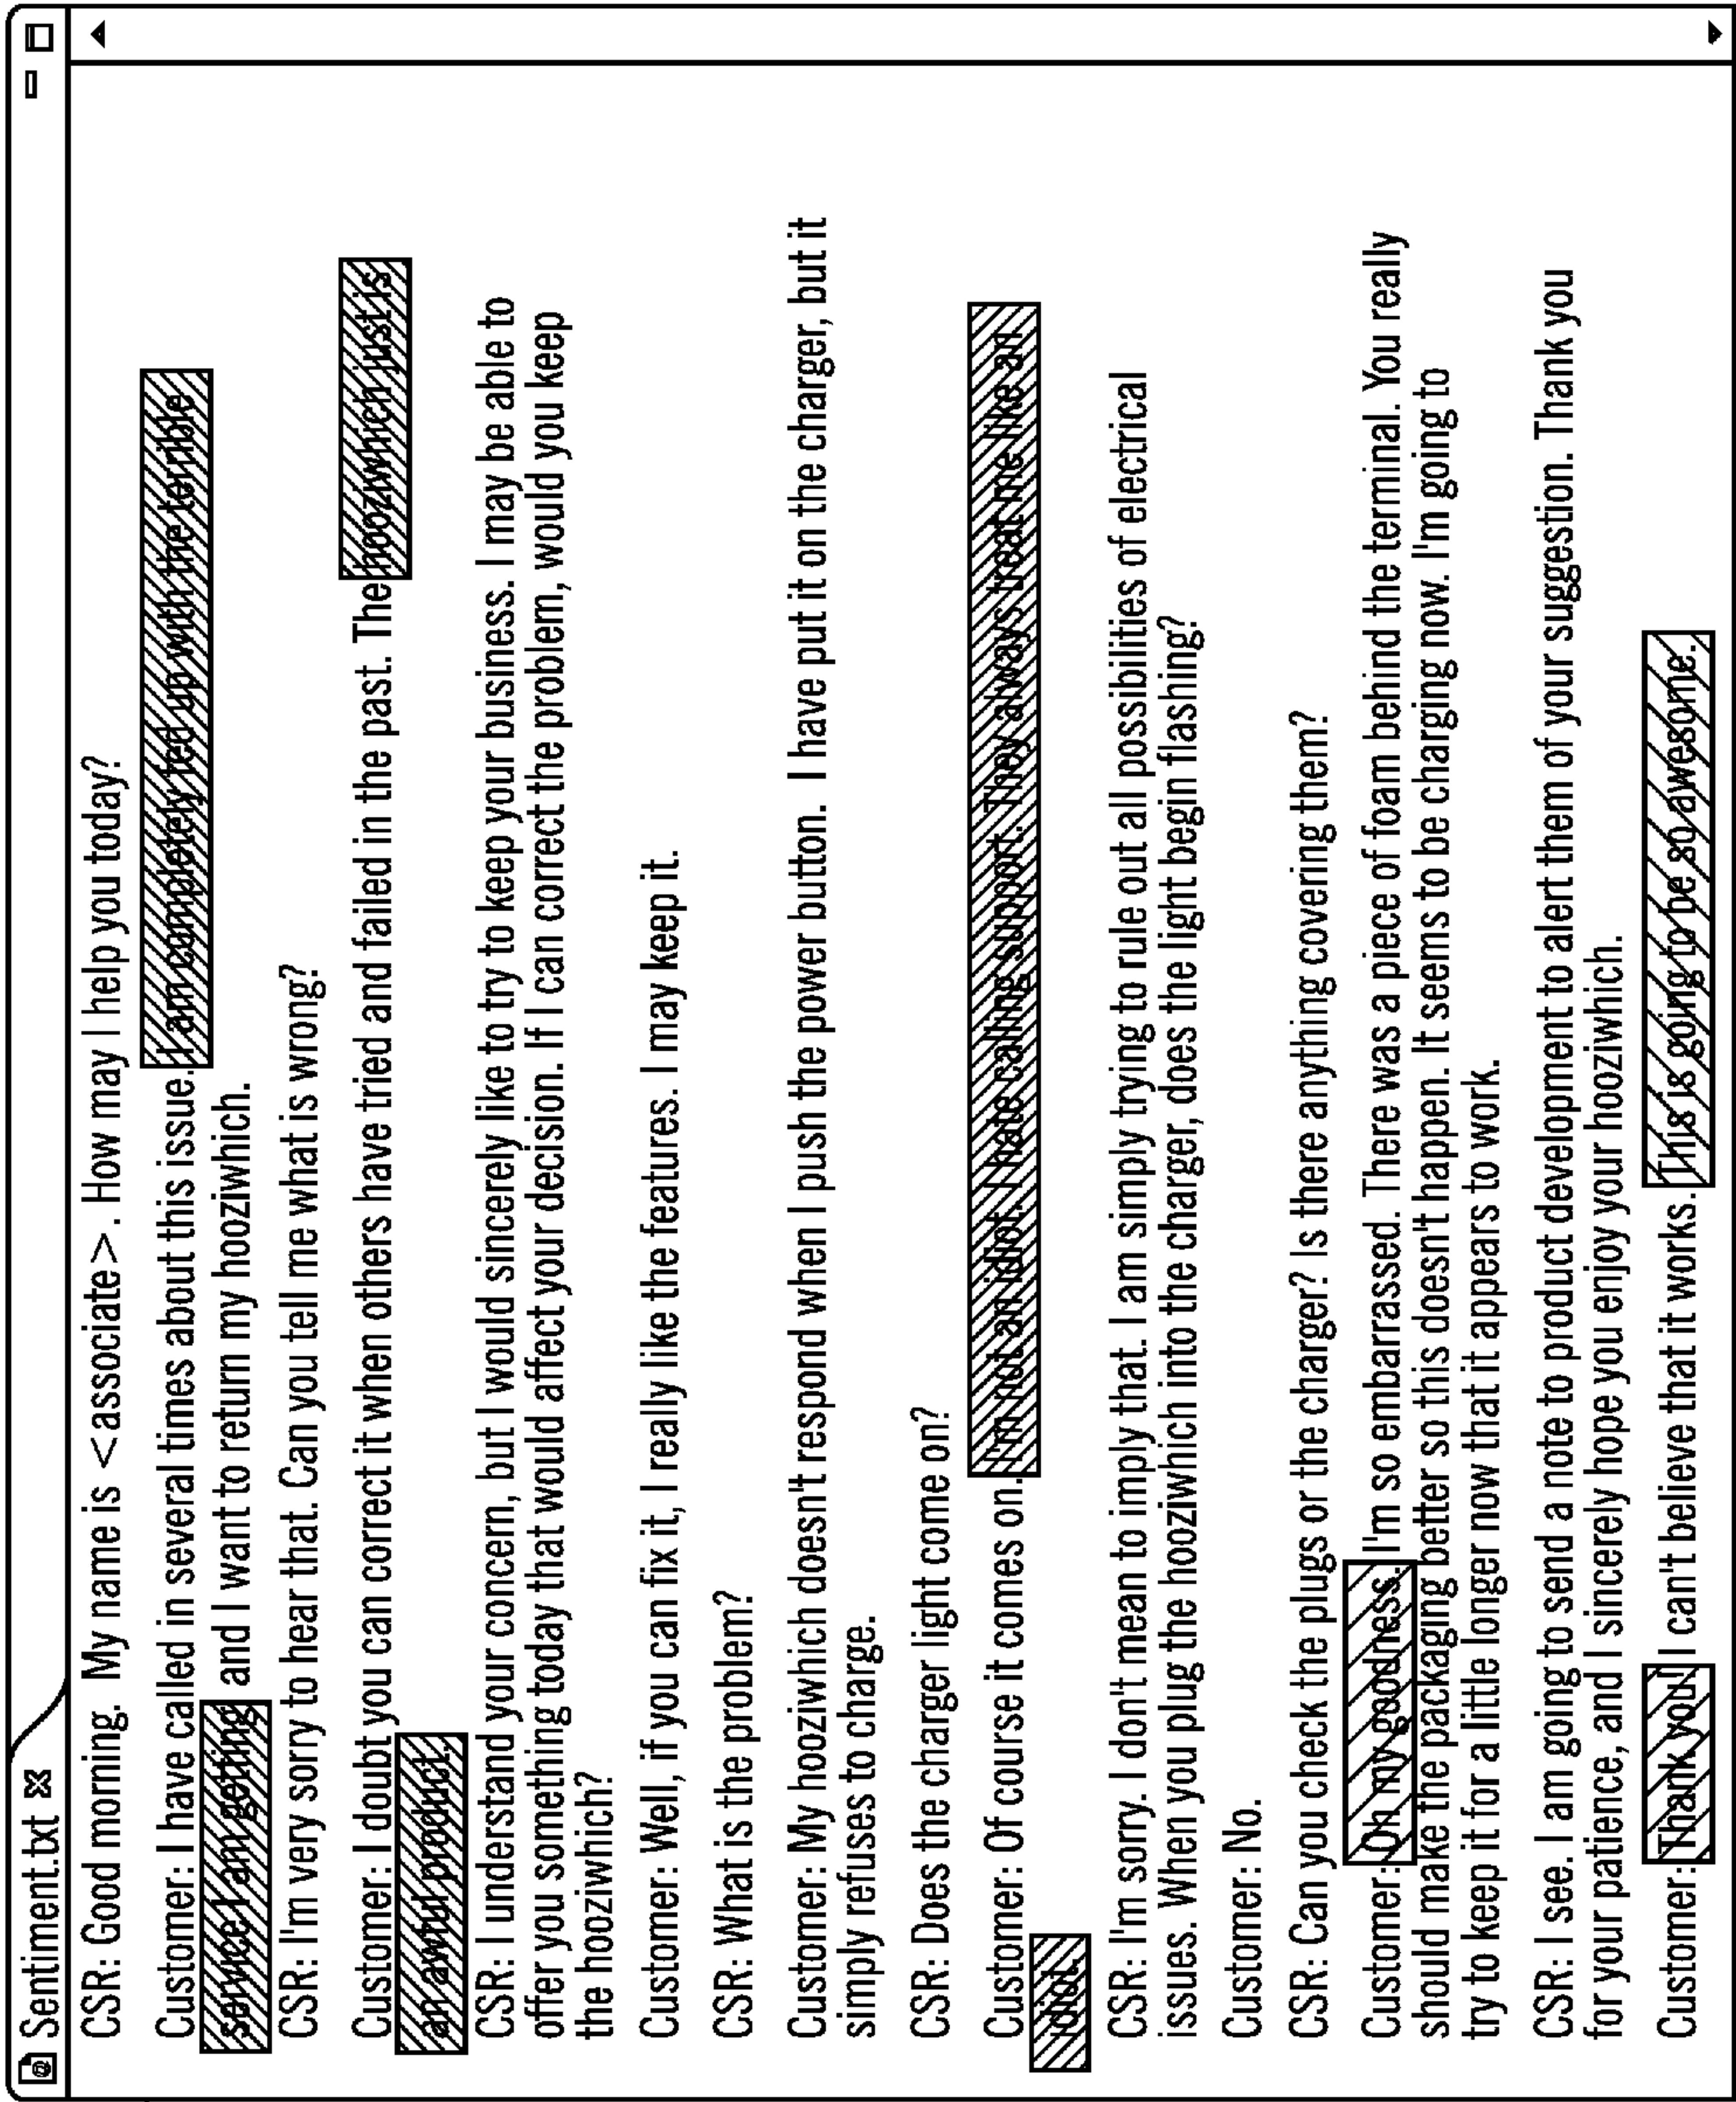 Sentiment.txt
CSR: Good morning. My name is <associate>. How may I help you today?
Customer: I have called in several times about this issue. I am completely fed up with the terrible
service I am getting and I want to return my hooziwhich.
CSR: I'm very sorry to hear that. Can you tell me what is wrong?
Customer: I doubt you can correct it when others have tried and failed in the past. The hooziwhich just is
an awful product.
CSR: I understand your concern, but I would sincerely like to try to keep your business. I may be able to
offer you something today that would affect your decision. If I can correct the problem, would you keep
the hooziwhich?
Customer: Well, if you can fix it, I really like the features. I may keep it.
CSR: What is the problem?
Customer: My hooziwhich doesn't respond when I push the power button. I have put it on the charger, but it
simply refuses to charge.
CSR: Does the charger light come on?
Customer: Of course it comes on. I'm not an idiot. I hate calling support. They always treat me like an
idiot.
CSR: I'm sorry. I don't mean to imply that. I am simply trying to rule out all possibilities of electrical
issues. When you plug the hooziwhich into the charger, does the light begin flashing?
Customer: No.
CSR: Can you check the plugs or the charger? Is there anything covering them?
Customer: Oh my goodness. I'm so embarrassed. There was a piece of foam behind the terminal. You really
should make the packaging better so this doesn't happen. It seems to be charging now. I'm going to
try to keep it for a little longer now that it appears to work.
CSR: I see. I am going to send a note to product development to alert them of your suggestion. Thank you
for your patience, and I sincerely hope you enjoy your hooziwhich.
Customer: Thank you! I can't believe that it works. This is going to be so awesome.